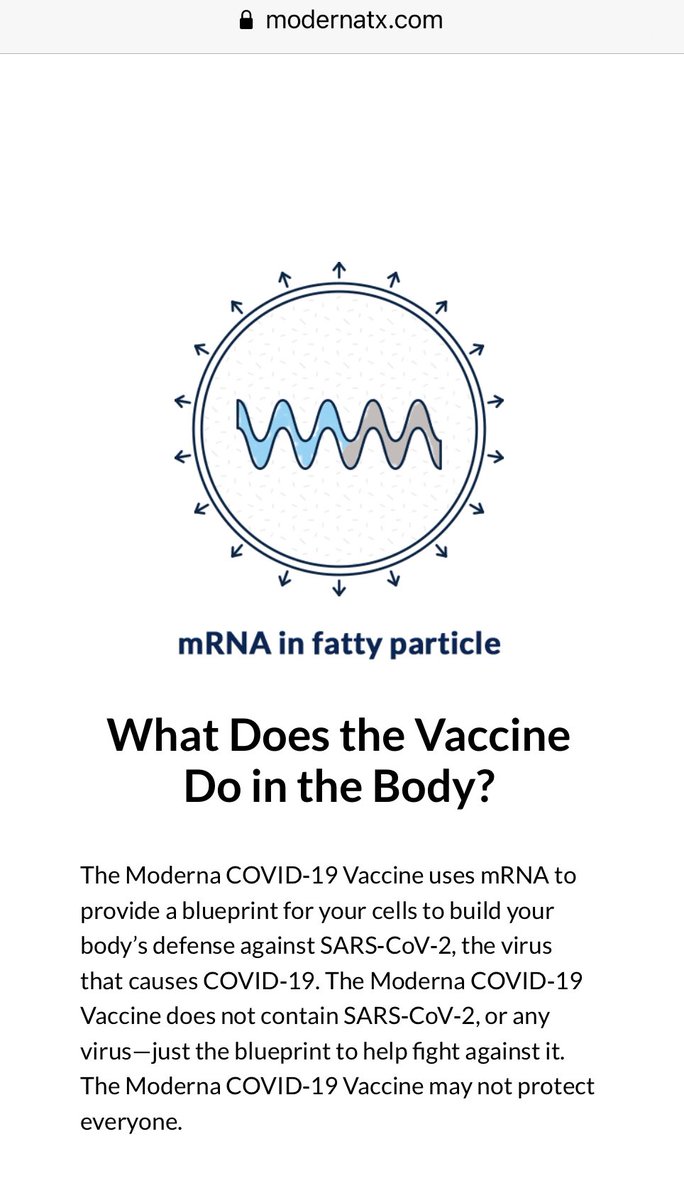 modernatx.com
mRNA in fatty particle
What Does the Vaccine
Do in the Body?
The Moderna COVID-19 Vaccine uses mRNA to
provide a blueprint for your cells to build your
body’s defense against SARS-CoV-2, the virus
that causes COVID-19. The Moderna COVID-19
Vaccine does not contain SARS-CoV-2, or any
virus—just the blueprint to help fight against it.
The Moderna COVID-19 Vaccine may not protect
everyone.